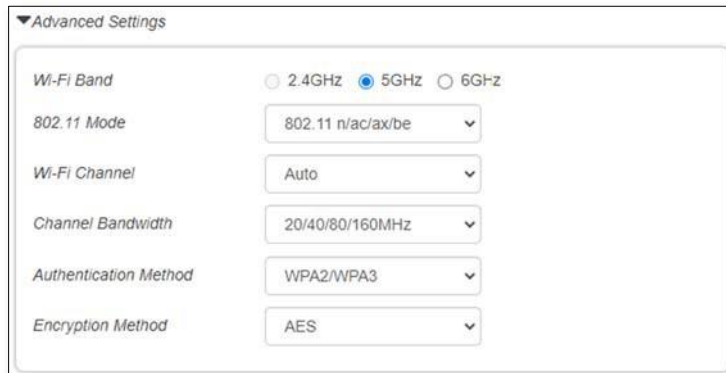 Advanced Settings
Wi-Fi Band 2.4GHz 5GHz 6GHz
802.11 Mode 802.11 n/ac/ax/be
Wi-Fi Channel Auto
Channel Bandwidth 20/40/80/160MHz
Authentication Method WPA2/WPA3
Encryption Method AES